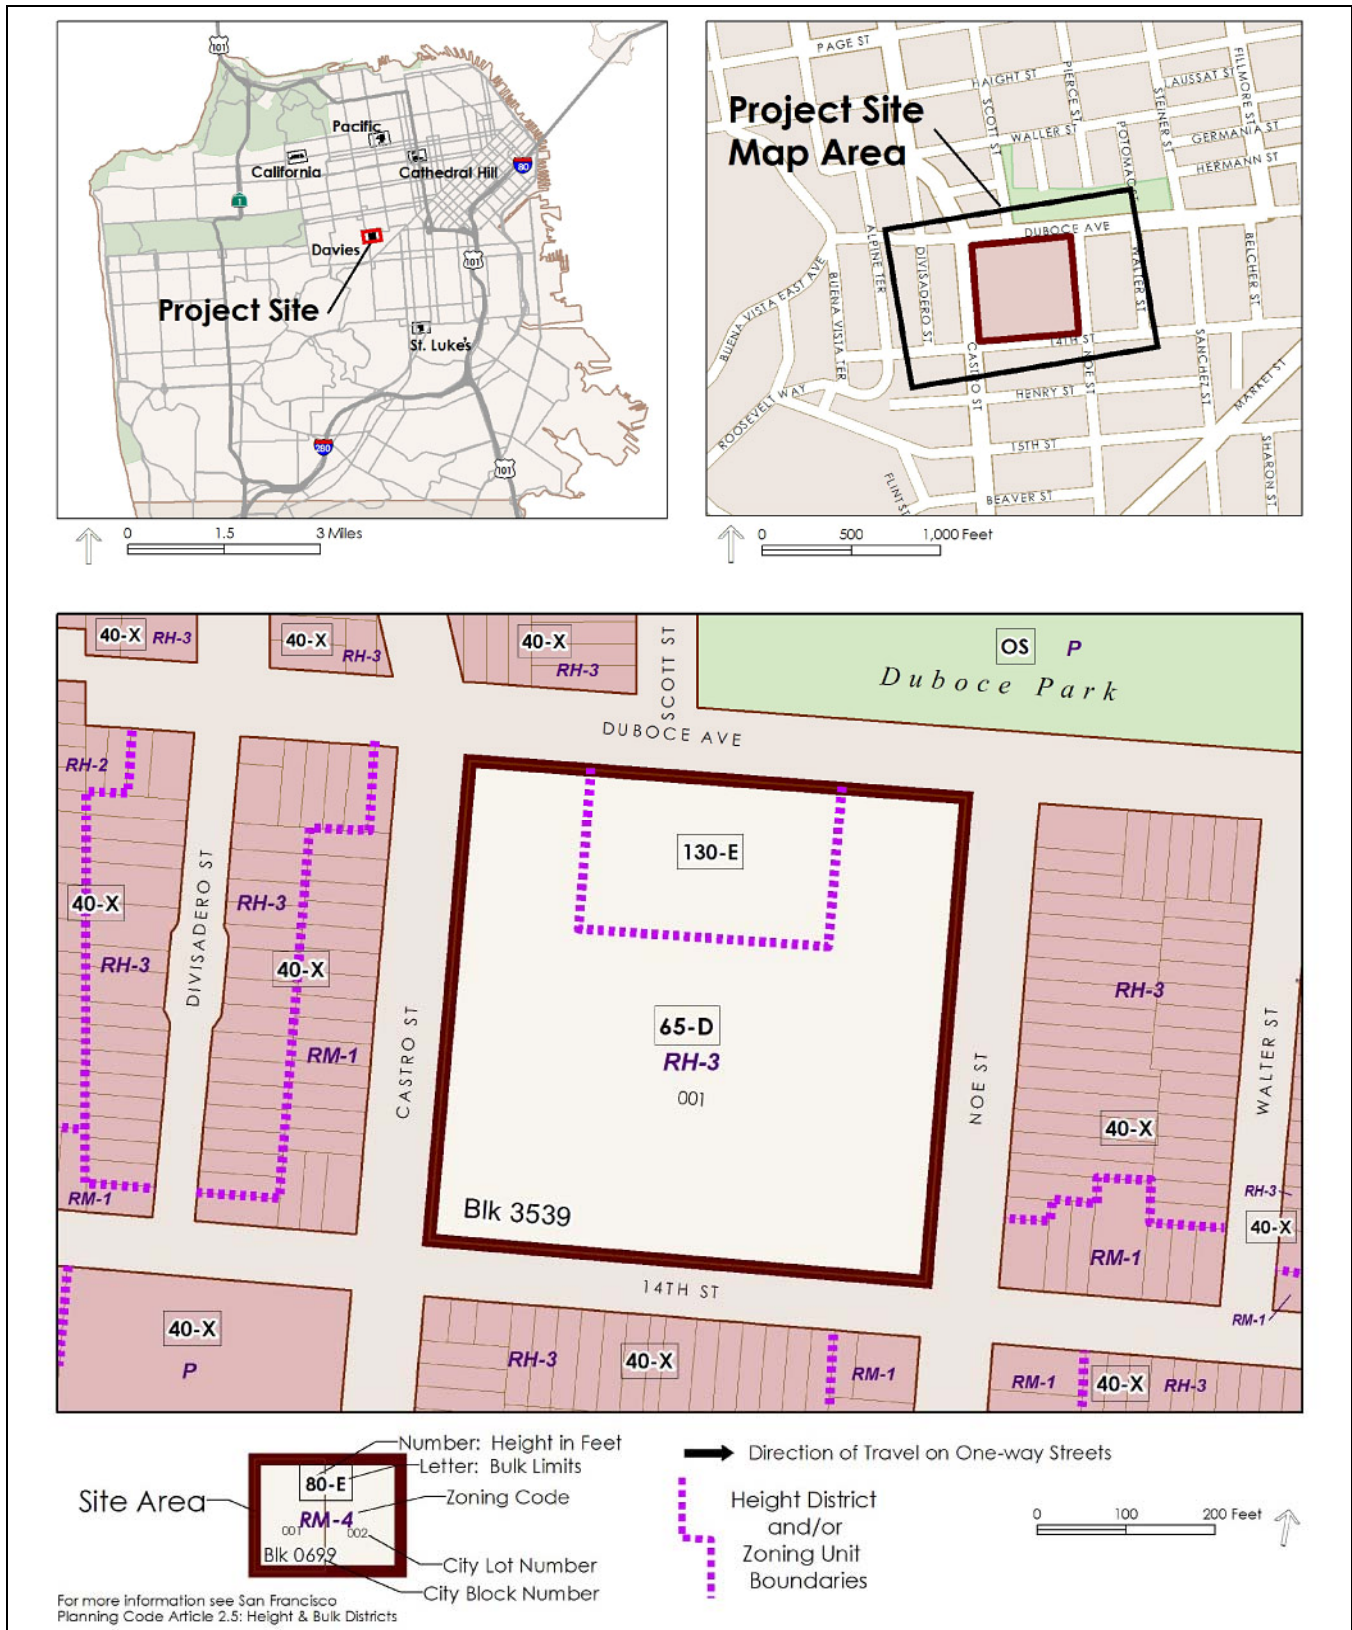 101
Pacific
California
Cathedral Hill
80
1
Davies
101
Project Site
St. Luke's
280
101
0 1.5 3 Miles
PAGE ST
HAIGHT ST
PIERCE ST
LAUSSAT ST
FILLMORE ST
SCOTT ST
STEINER ST
Project Site
Map Area
WALLER ST
POTOMAC ST
GERMANIA ST
HERMANN ST
DUBOCE AVE
ALPINE TER
DIVISADERO ST
WALTER ST
BELCHER ST
BUENA VISTA EAST AVE
BUENA VISTA TER
14TH ST
CASTRO ST
NOE ST
SANCHEZ ST
MARKET ST
ROOSEVELT WAY
HENRY ST
15TH ST
SHARON ST
FLINT ST
BEAVER ST
0 500 1,000 Feet
40-X RH-3
40-X
RH-3
40-X
RH-3
SCOTT ST
OS P
Duboce Park
DUBOCE AVE
RH-2
130-E
DIVISADERO ST
40-X
RH-3
RH-3
40-X
RH-3
65-D
RH-3
001
RM-1
CASTRO ST
NOE ST
WALTER ST
40-X
RM-1
RH-3
40-X
Blk 3539
RM-1
14TH ST
RM-1
40-X
P
RH-3
40-X
RM-1
RM-1
40-X
RH-3
Number: Height in Feet
Letter: Bulk Limits
80-E
Site Area
Zoning Code
RM-4
001
002
Blk 0699
City Lot Number
City Block Number
Direction of Travel on One-way Streets
Height District
and/or
Zoning Unit
Boundaries
0 100 200 Feet
For more information see San Francisco
Planning Code Article 2.5: Height & Bulk Districts